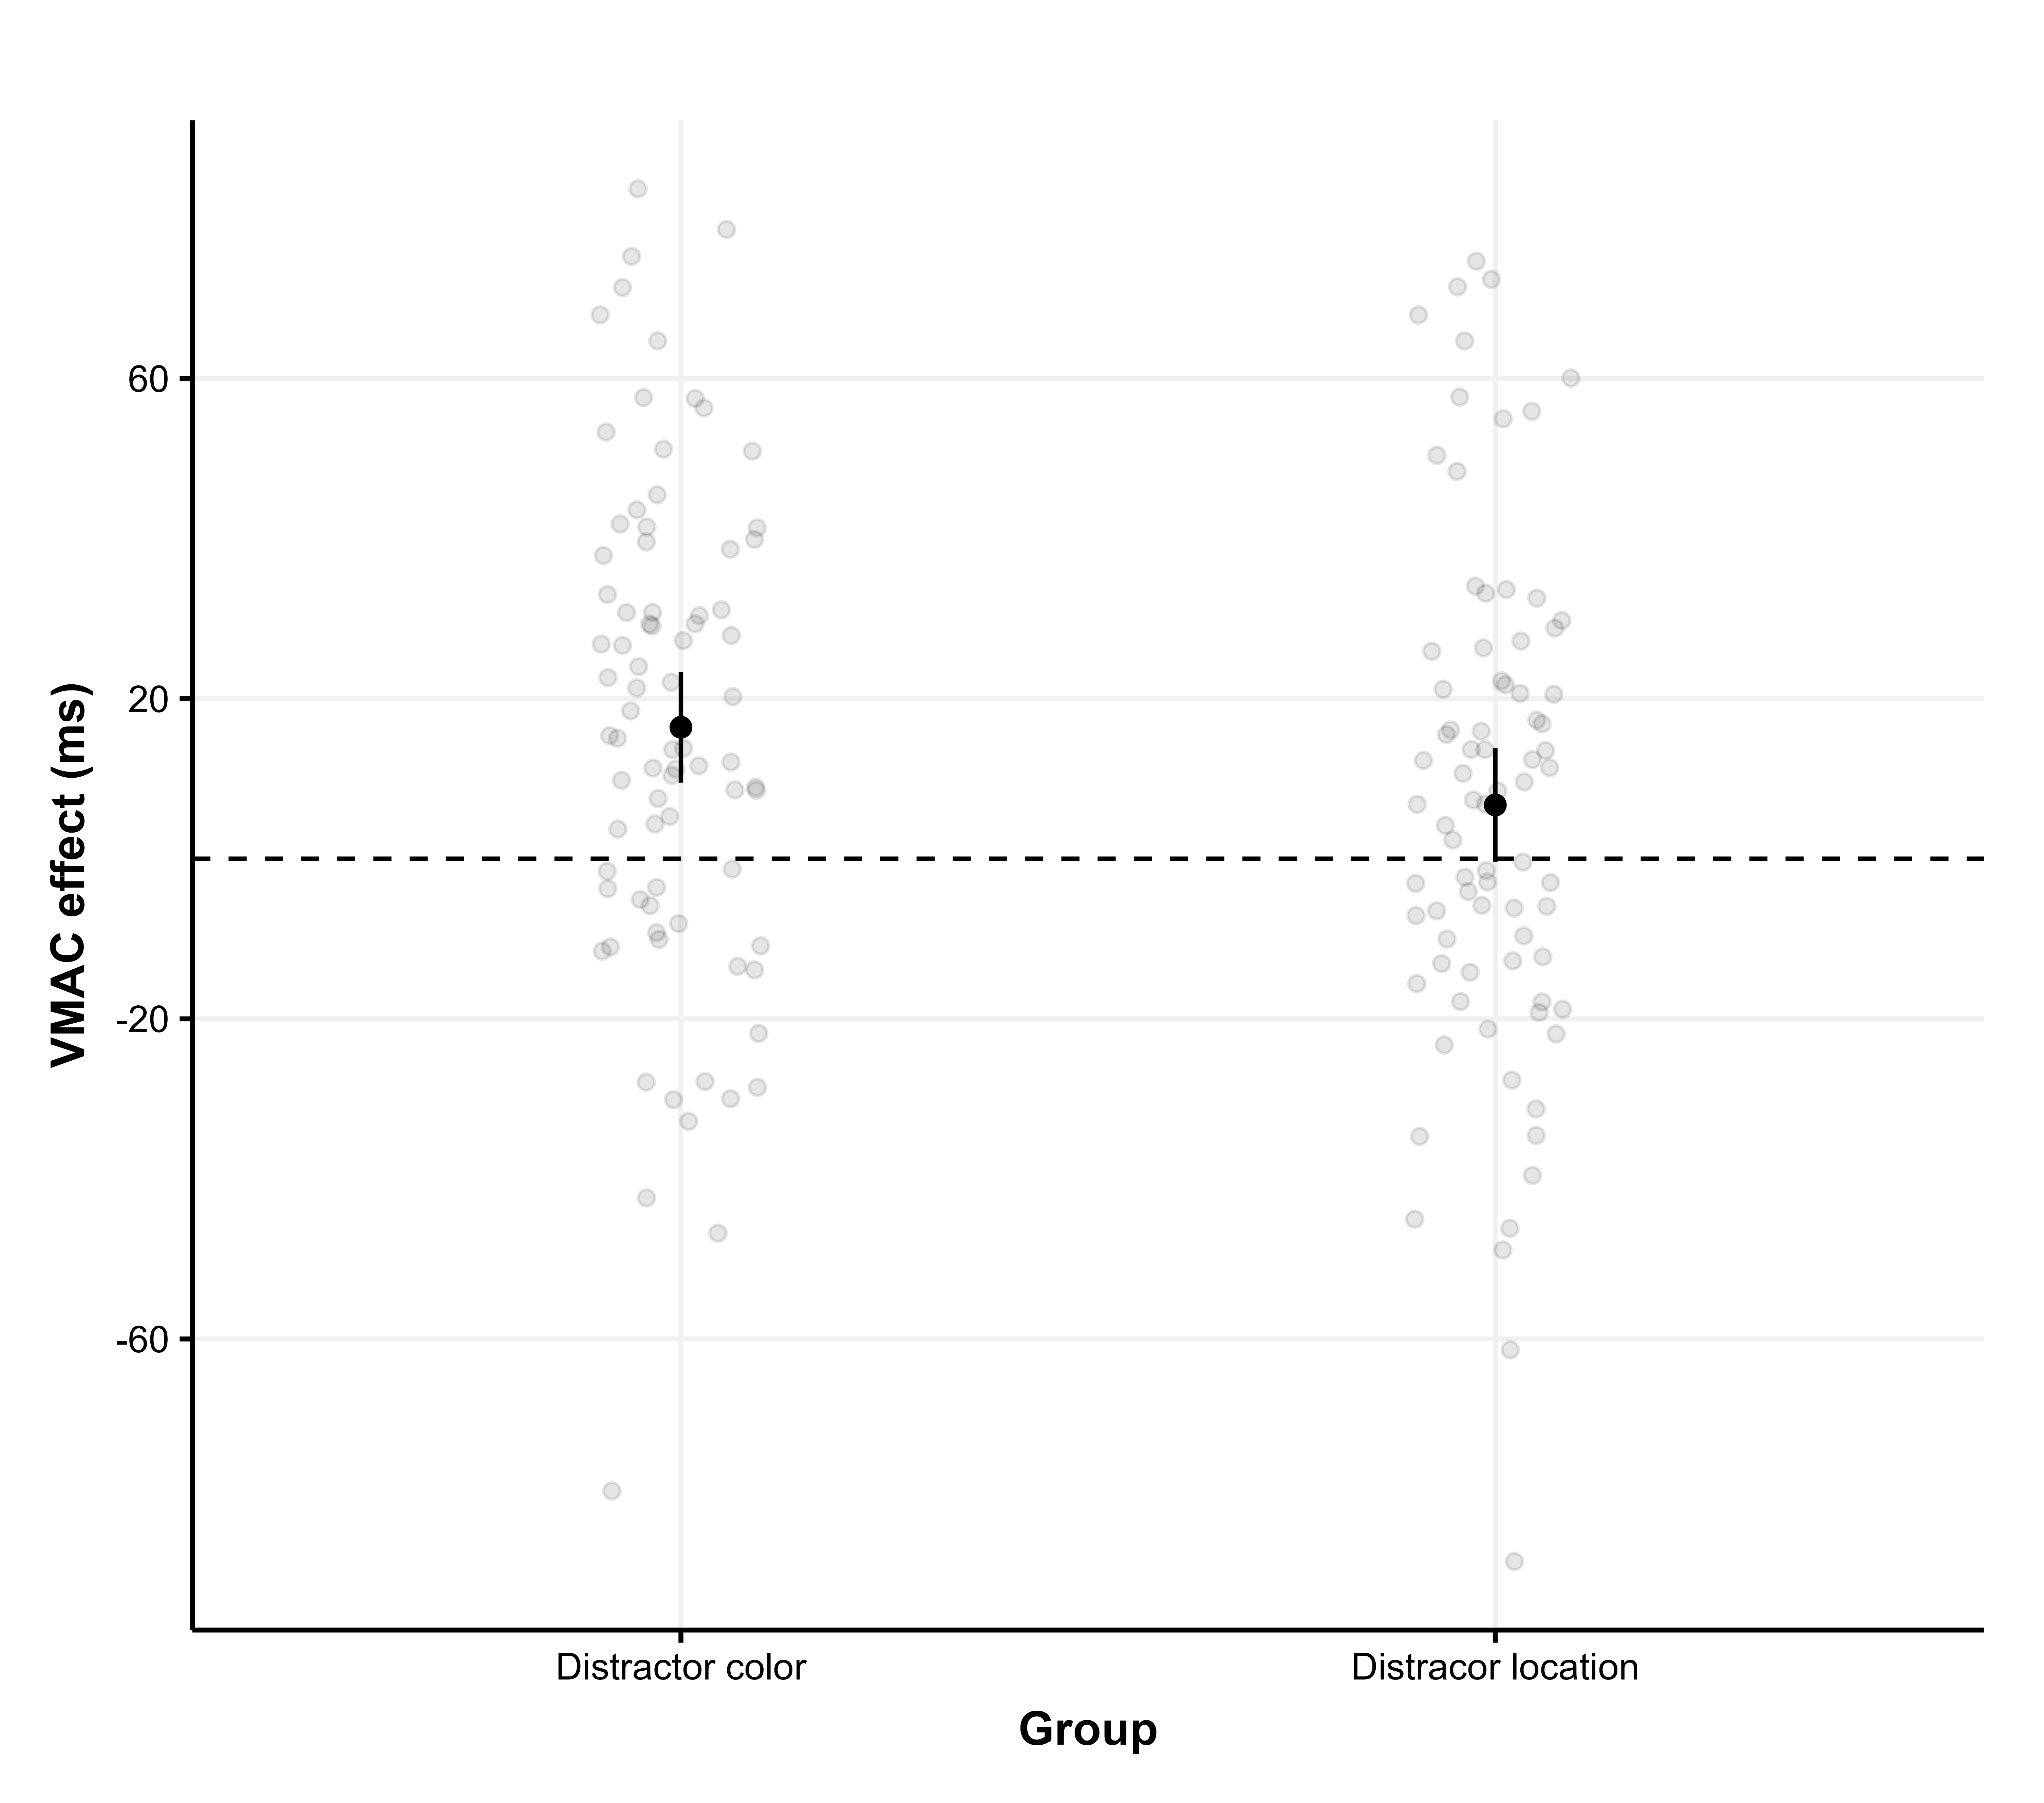 VMAC effect (ms)
60
20
-20
-60
Distractor color
Distracor location
Group